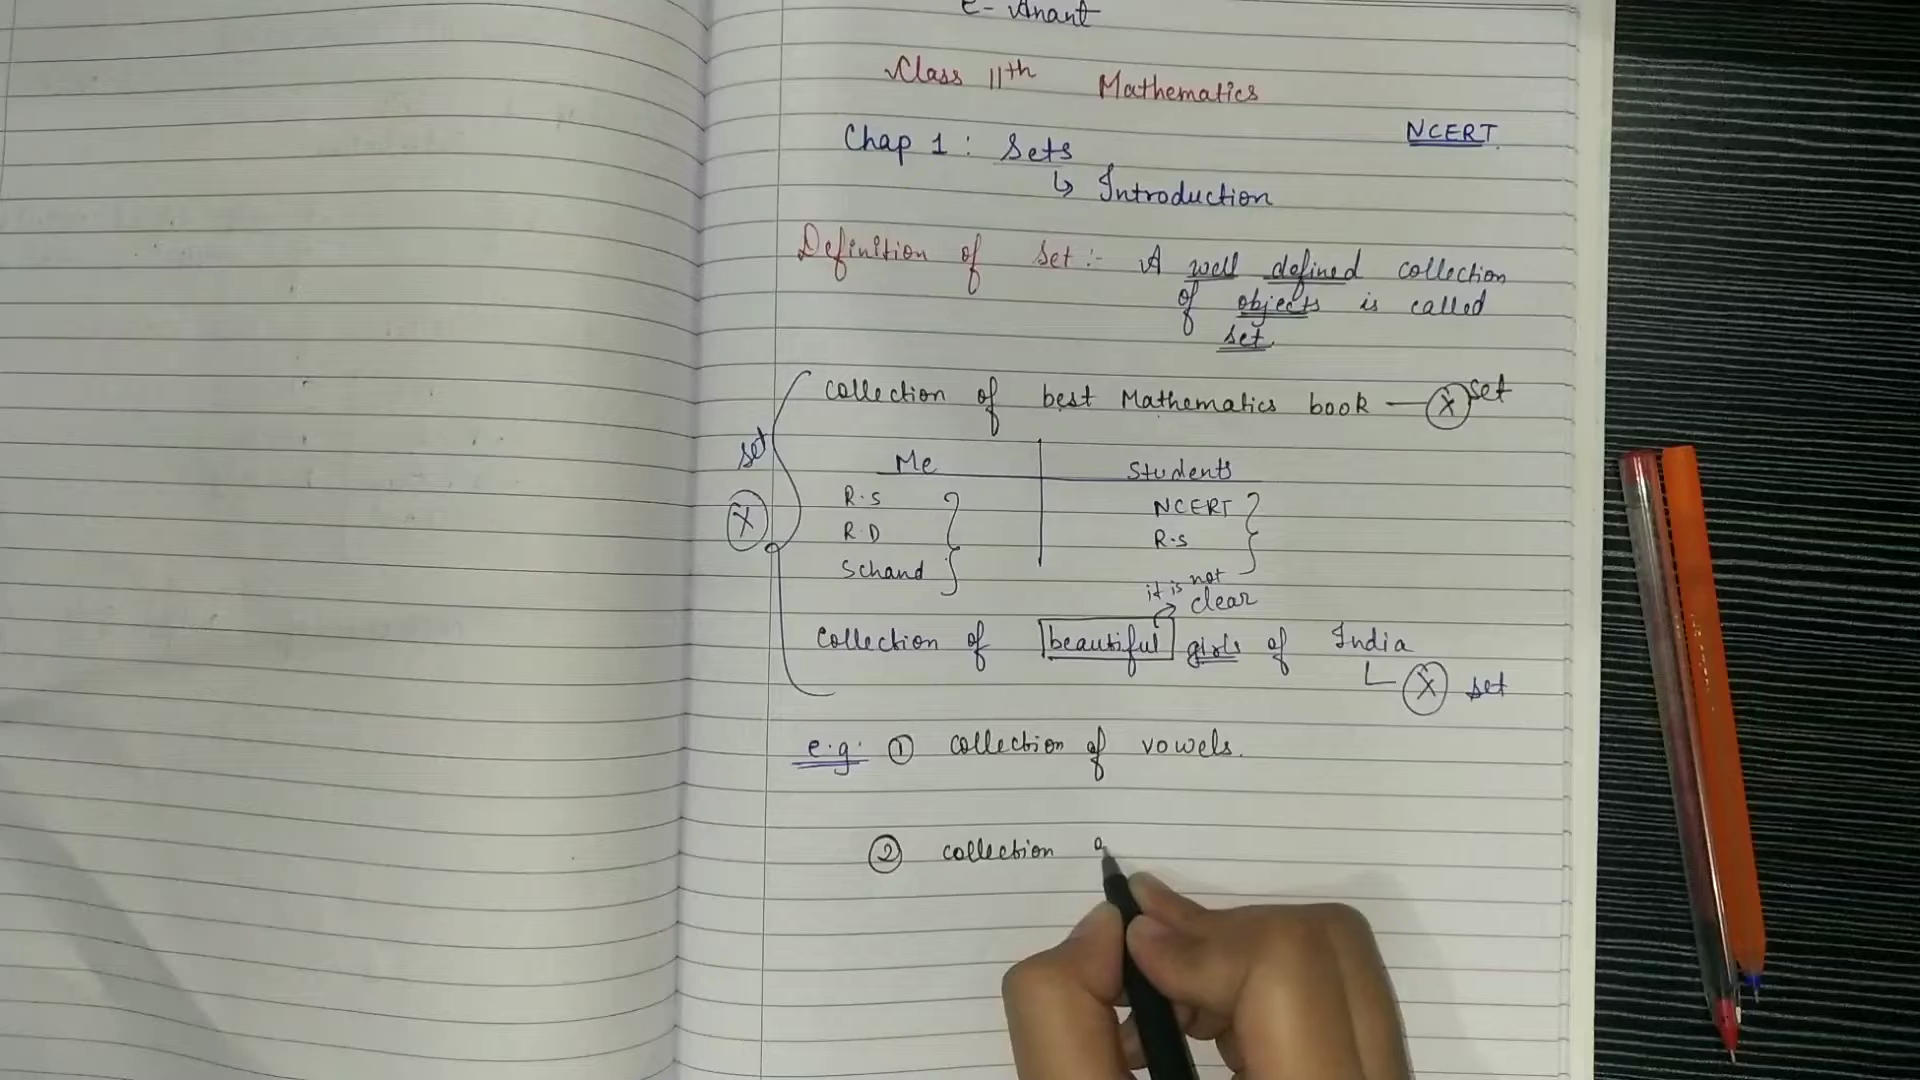 E- Anant
Class 11th Mathematics
NCERT
Chap 1 : Sets
↳ Introduction
Definition of Set :- A well defined collection
of objects is called
set.
collection of best Mathematics book — X set
set
X
Me
Students
R.S
R.D
Schand
NCERT
R.S
it is not
clear
collection of beautiful girls of India
X set
e.g. ① collection of vowels.
② collection o